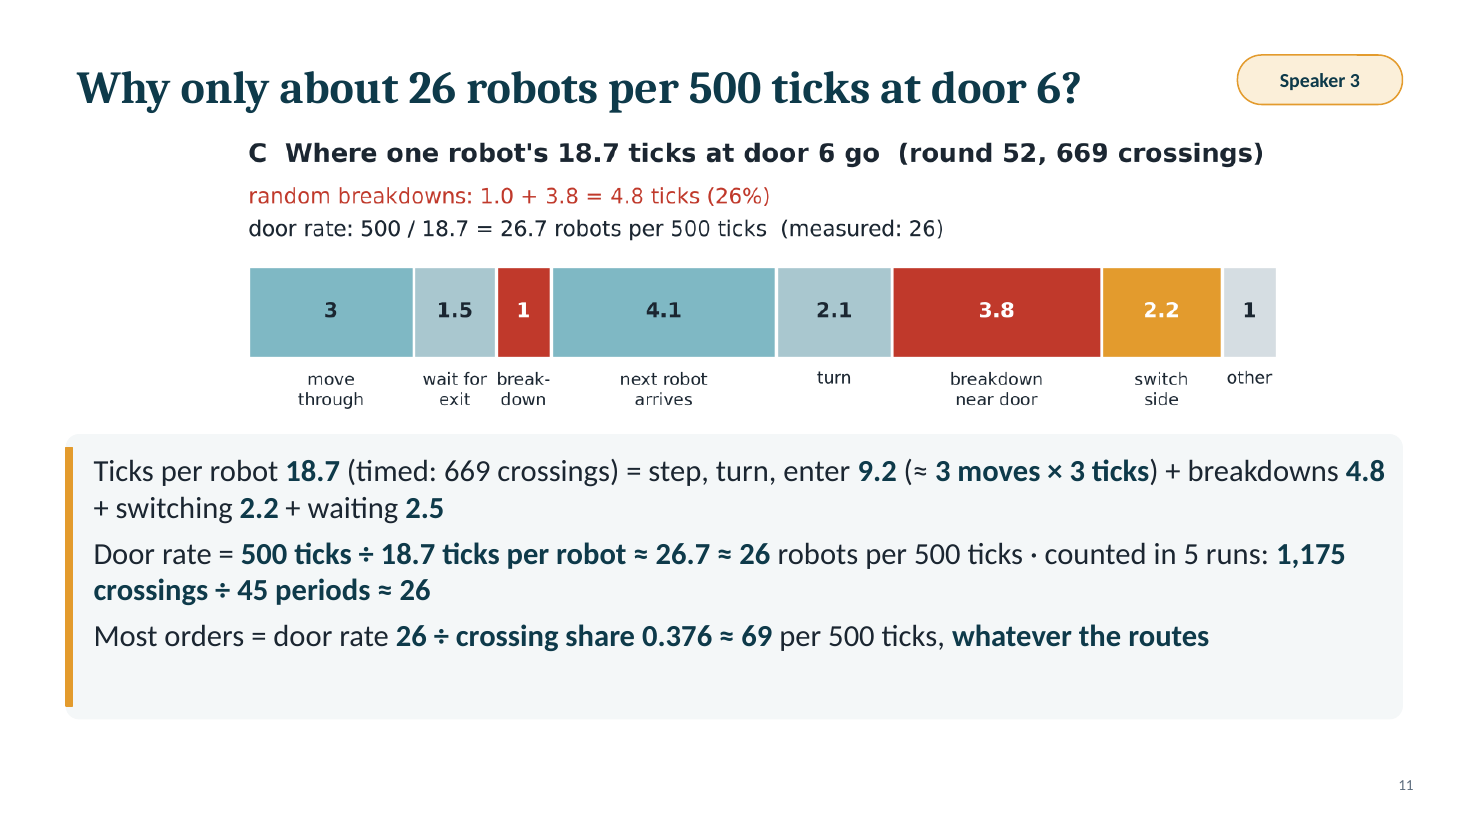 Why only about 26 robots per 500 ticks at door 6?
Speaker 3
C Where one robot's 18.7 ticks at door 6 go (round 52, 669 crossings)
random breakdowns: 1.0 + 3.8 = 4.8 ticks (26%)
door rate: 500 / 18.7 = 26.7 robots per 500 ticks (measured: 26)
3 1.5 1 4.1 2.1 3.8 2.2 1
move wait for break- next robot turn breakdown switch other
through exit down arrives near door side
Ticks per robot 18.7 (timed: 669 crossings) = step, turn, enter 9.2 (≈ 3 moves × 3 ticks) + breakdowns 4.8
+ switching 2.2 + waiting 2.5
Door rate = 500 ticks ÷ 18.7 ticks per robot ≈ 26.7 ≈ 26 robots per 500 ticks · counted in 5 runs: 1,175
crossings ÷ 45 periods ≈ 26
Most orders = door rate 26 ÷ crossing share 0.376 ≈ 69 per 500 ticks, whatever the routes
11